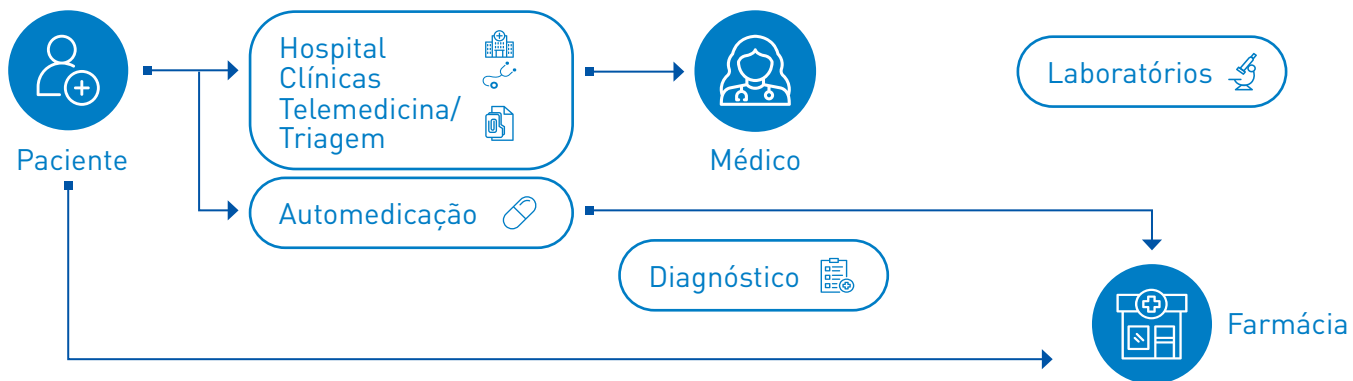 Hospital
Clínicas
Telemedicina/
Triagem
Laboratórios
Paciente
Médico
Automedicação
Diagnóstico
Farmácia